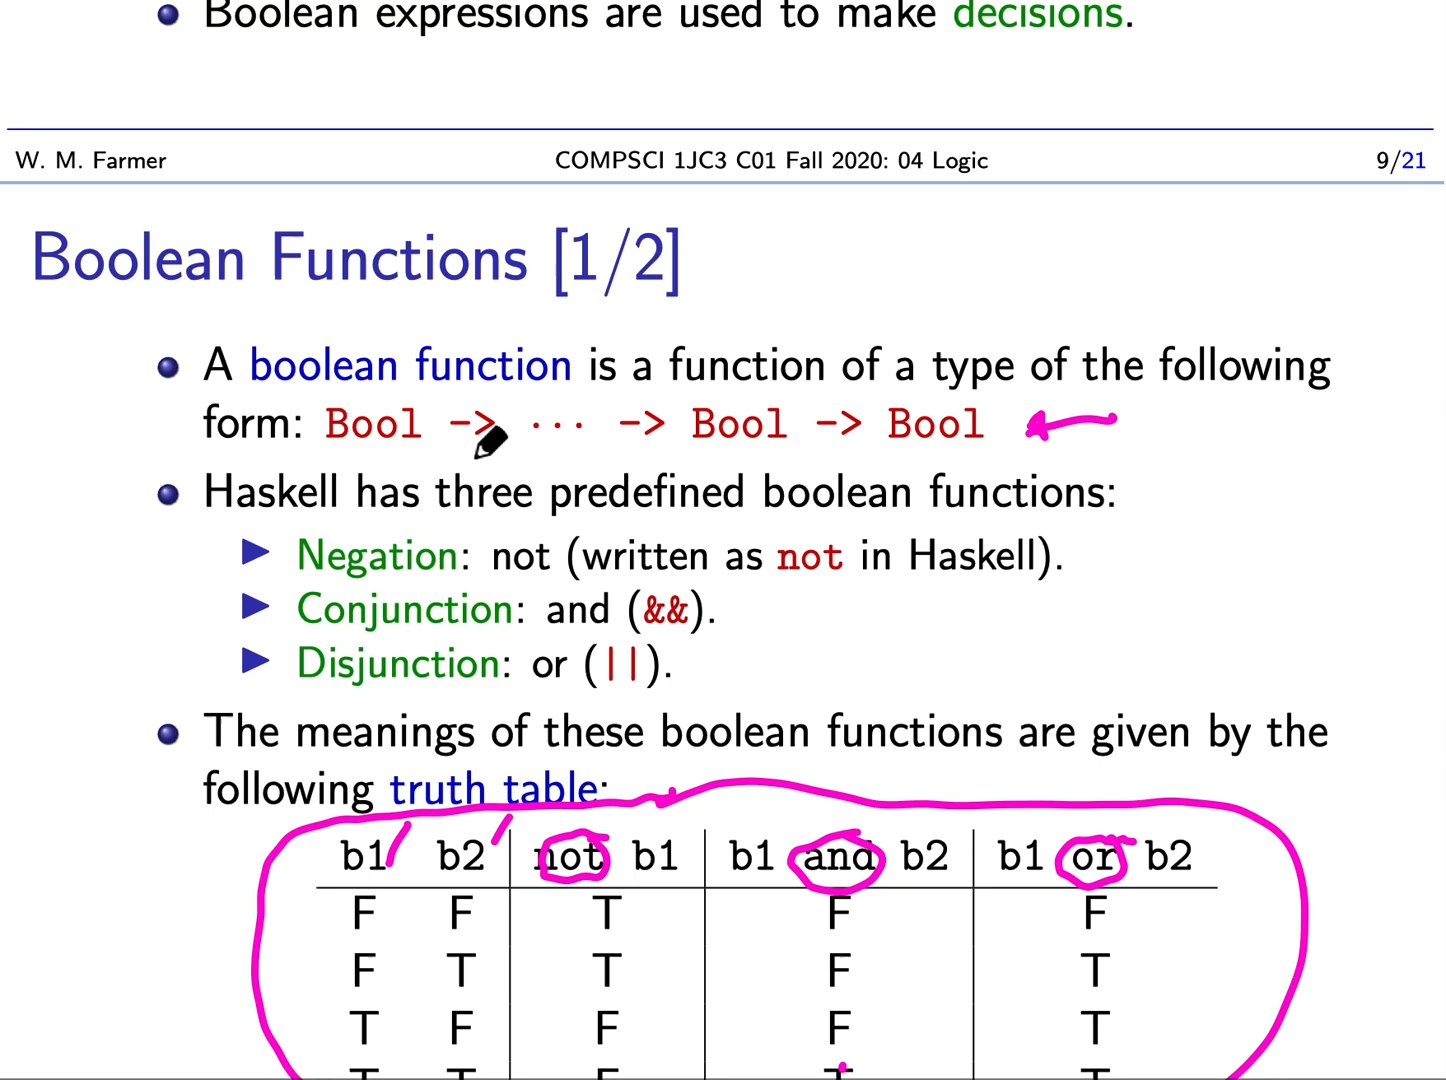 Boolean expressions are used to make decisions.
W. M. Farmer COMPSCI 1JC3 C01 Fall 2020: 04 Logic 9/21
Boolean Functions [1/2]
A boolean function is a function of a type of the following
form: Bool -> ··· -> Bool -> Bool
Haskell has three predefined boolean functions:
Negation: not (written as not in Haskell).
Conjunction: and (&&).
Disjunction: or (||).
The meanings of these boolean functions are given by the
following truth table:
b1 b2 not b1 b1 and b2 b1 or b2
F F T F F
F T T F T
T F F F T
T T F T T